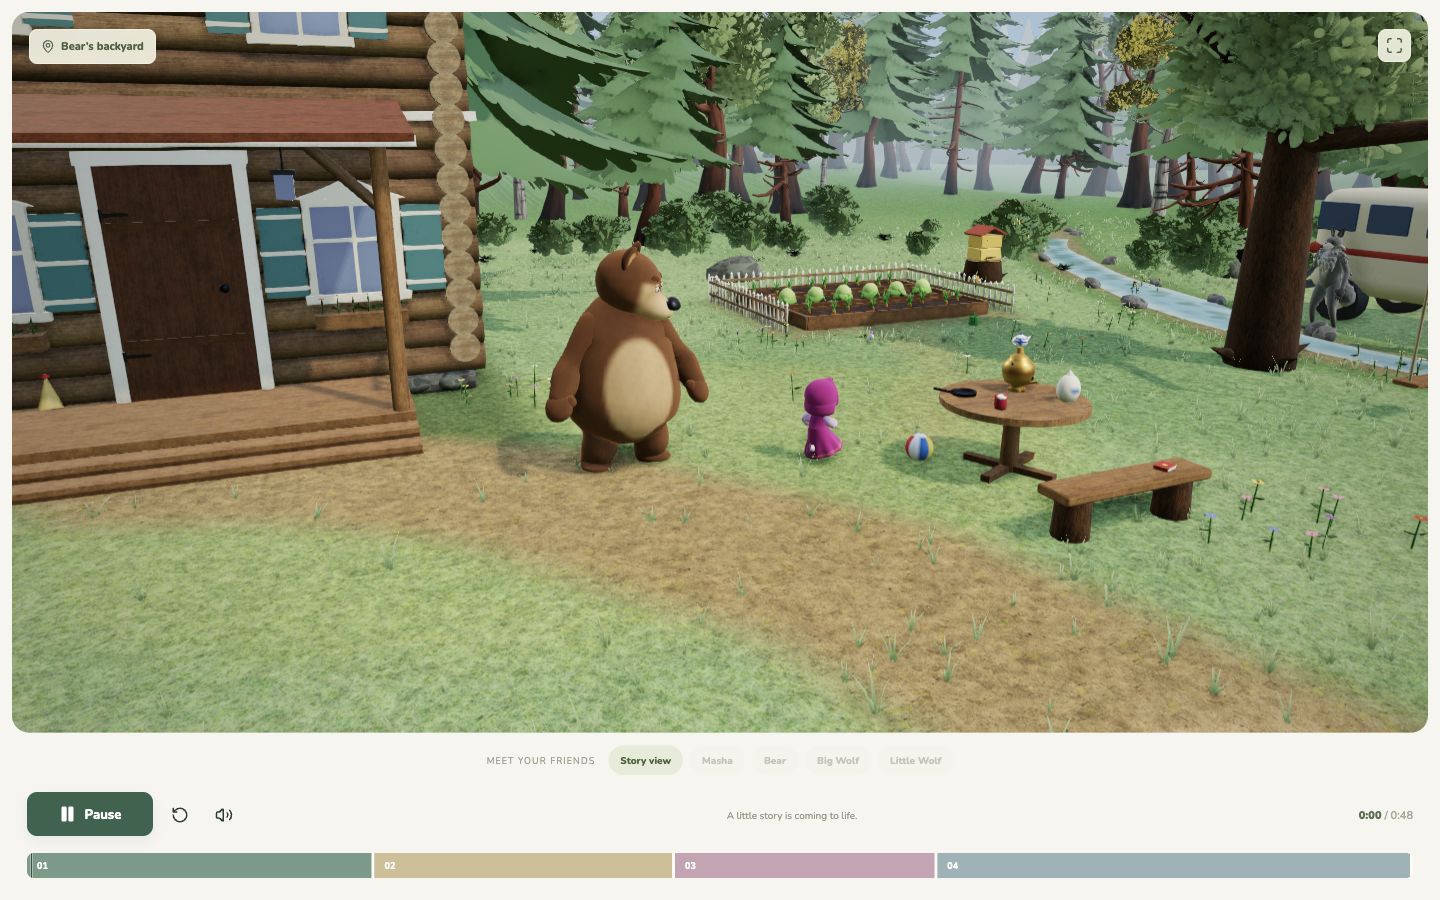 Bear's backyard
MEET YOUR FRIENDS
Story view
Masha
Bear
Big Wolf
Little Wolf
Pause
A little story is coming to life.
0:00 / 0:48
01
02
03
04